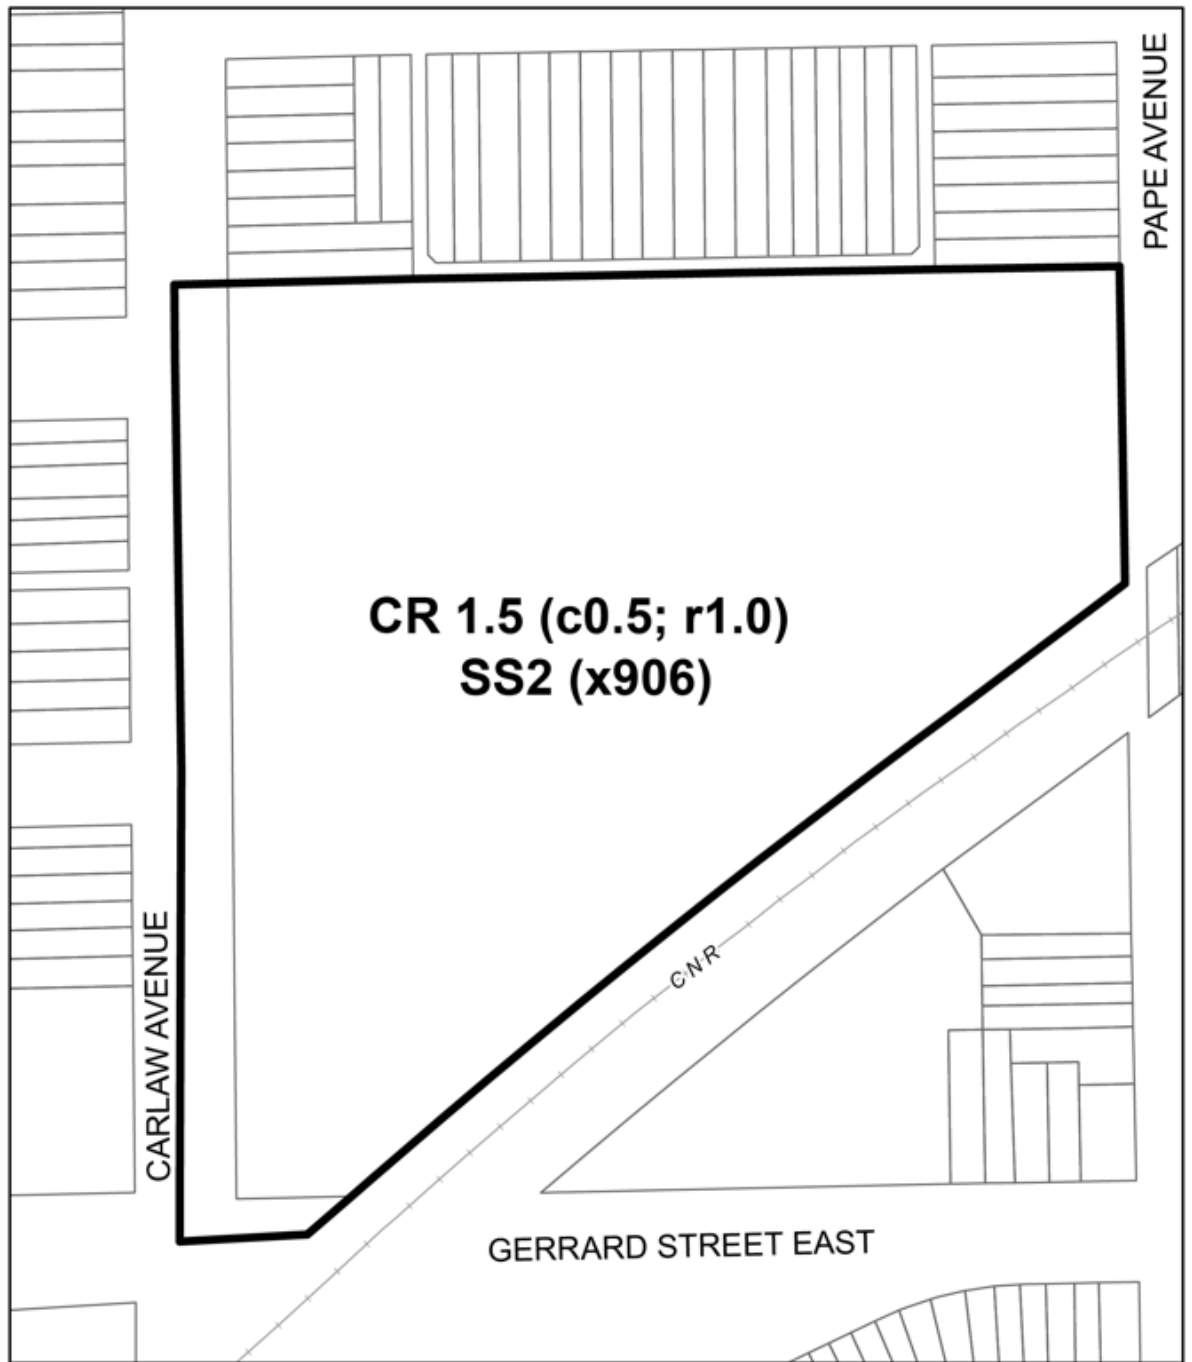 PAPE AVENUE
CR 1.5 (c0.5; r1.0)
SS2 (x906)
CARLAW AVENUE
C N R
GERRARD STREET EAST